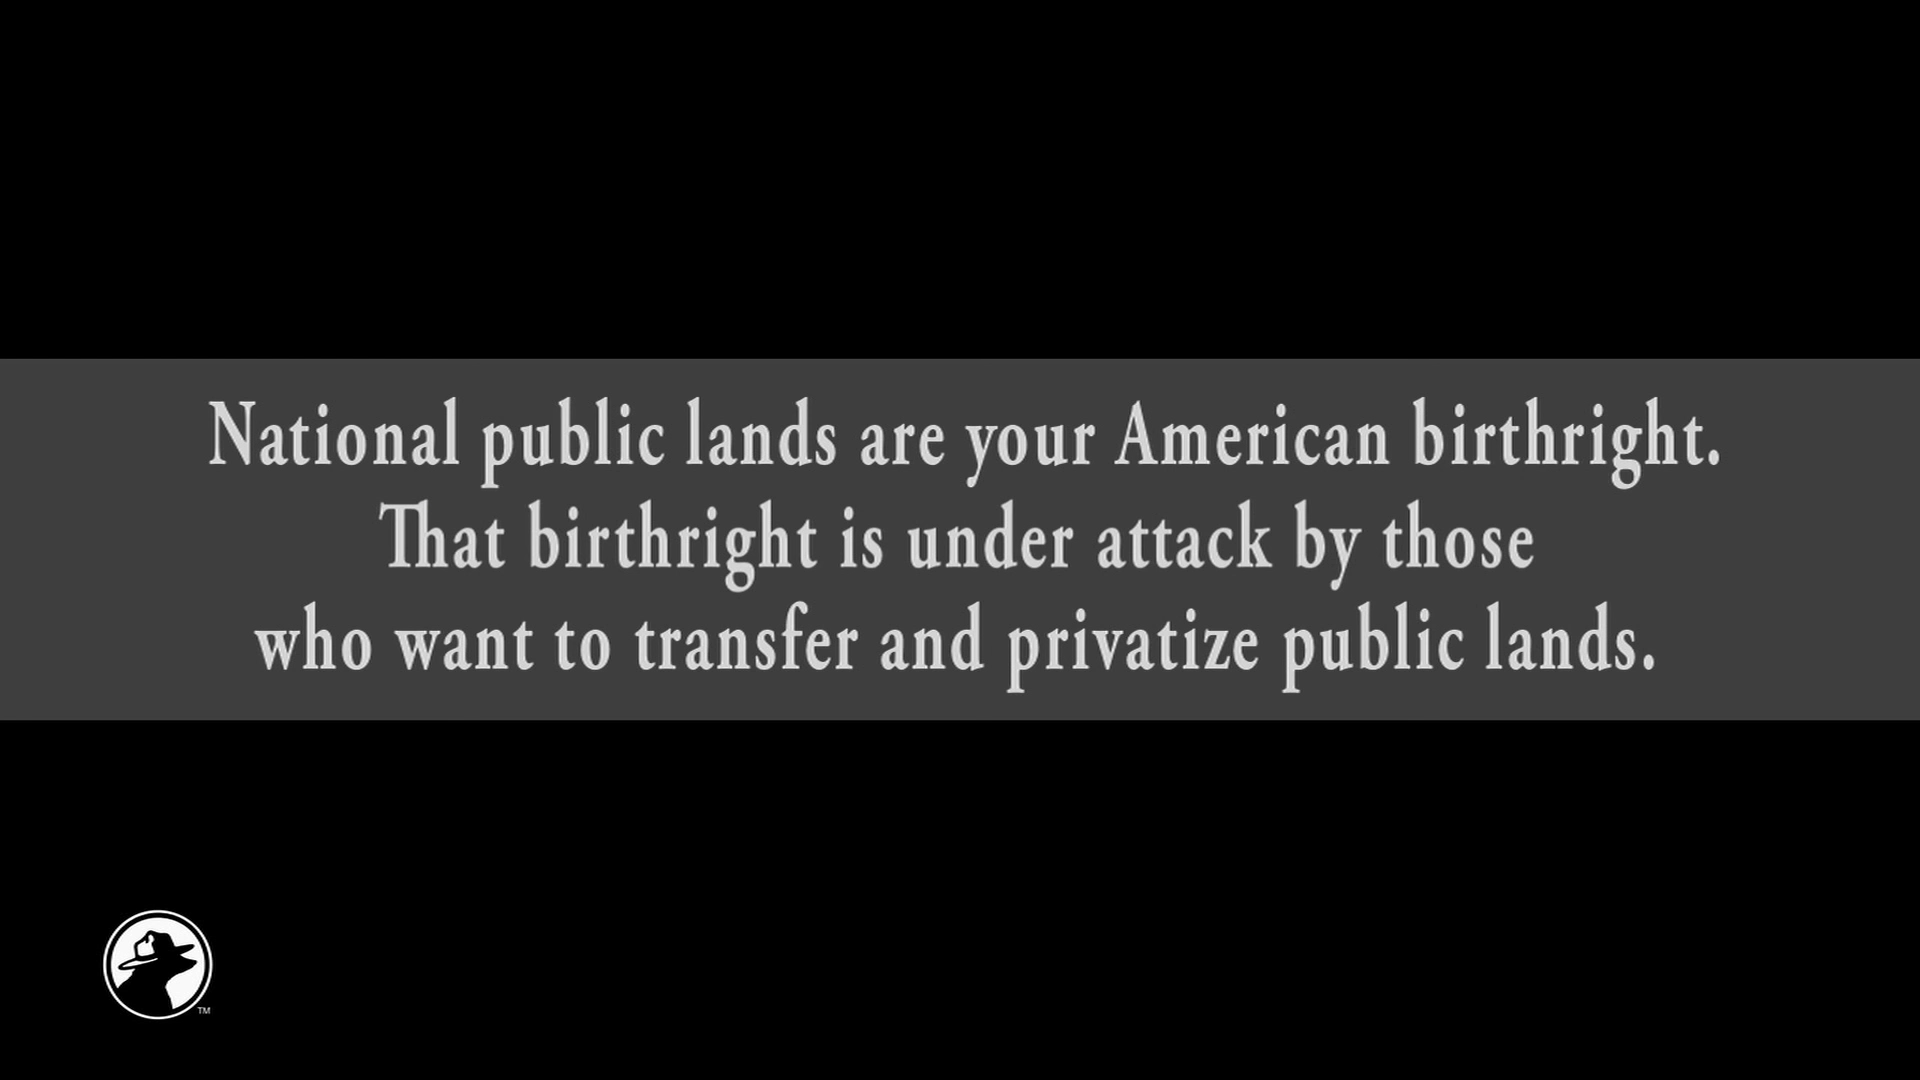 National public lands are your American birthright.
That birthright is under attack by those
who want to transfer and privatize public lands.
TM